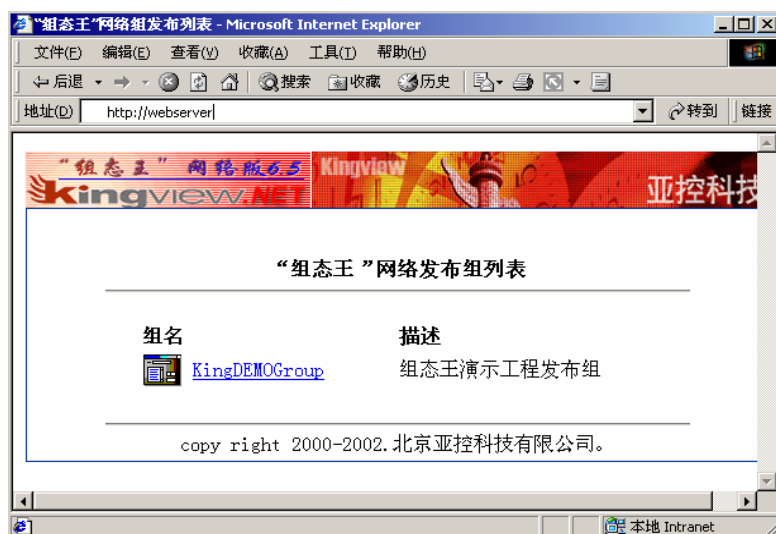 "组态王"网络组发布列表 - Microsoft Internet Explorer
文件(F) 编辑(E) 查看(V) 收藏(A) 工具(T) 帮助(H)
后退 搜索 收藏 历史
地址(D) http://webserver 转到 链接
"组态王" 网络版6.5 Kingview
kingview.NET 亚控科技
“组态王 ”网络发布组列表
组名 描述
KingDEMOGroup 组态王演示工程发布组
copy right 2000-2002.北京亚控科技有限公司。
本地 Intranet